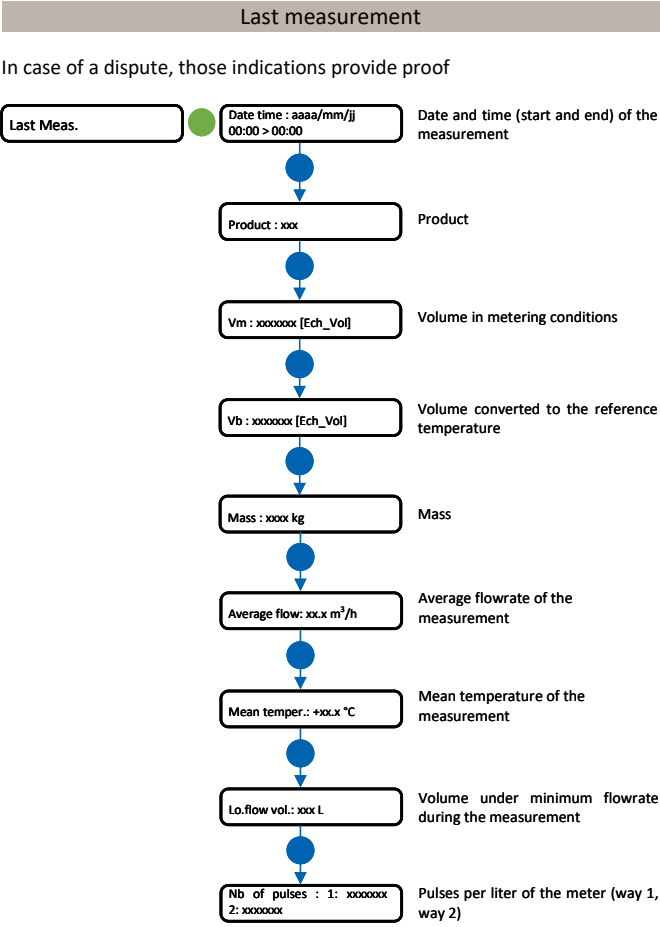 Last measurement
In case of a dispute, those indications provide proof
Last Meas.
Date time : aaaa/mm/jj
00:00 > 00:00
Date and time (start and end) of the
measurement
Product : xxx
Product
Vm : xxxxxxx [Ech_Vol]
Volume in metering conditions
Vb : xxxxxxx [Ech_Vol]
Volume converted to the reference
temperature
Mass : xxxx kg
Mass
Average flow: xx.x m³/h
Average flowrate of the
measurement
Mean temper.: +xx.x °C
Mean temperature of the
measurement
Lo.flow vol.: xxx L
Volume under minimum flowrate
during the measurement
Nb of pulses : 1: xxxxxxx
2: xxxxxxx
Pulses per liter of the meter (way 1,
way 2)